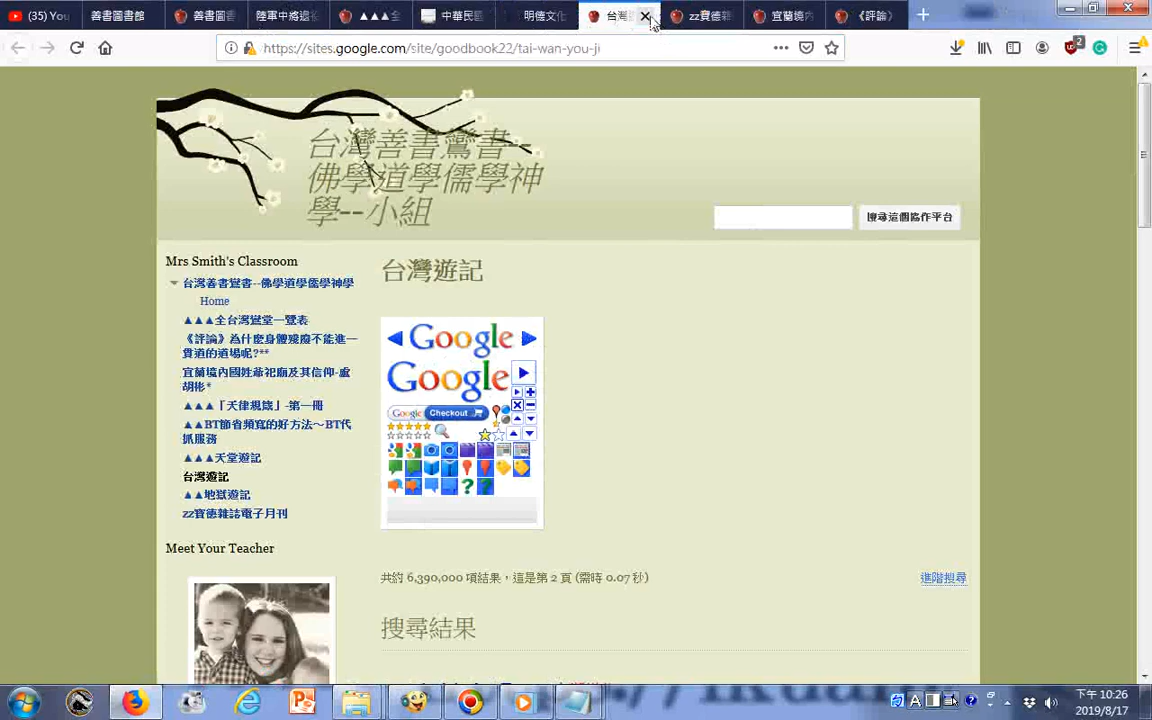 (35) You
善書圖書館
善書圖書
陸軍中將還
▲▲▲全
中華民國
明德文化
台灣
zz寶德雜
宜蘭境內
《評論》
https://sites.google.com/site/goodbook22/tai-wan-you-ji
2
台灣善書鸞書--
佛學道學儒學神
學--小組
搜尋這個協作平台
Mrs Smith's Classroom
台灣善書鸞書--佛學道學儒學神學
Home
▲▲▲全台灣鸞堂一覽表
《評論》為什麼身體殘廢不能進一
貫道的道場呢?**
宜蘭境內國姓爺祀廟及其信仰-盧
胡彬*
▲▲▲「天律規箴」-第一冊
▲▲BT節省頻寬的好方法～BT代
抓服務
▲▲▲天堂遊記
台灣遊記
▲▲地獄遊記
zz寶德雜誌電子月刊
Meet Your Teacher
台灣遊記
Google
Google
Google Checkout
共約 6,390,000 項結果，這是第 2 頁 (需時 0.07 秒)
進階搜尋
搜尋結果
下午 10:26
2019/8/17